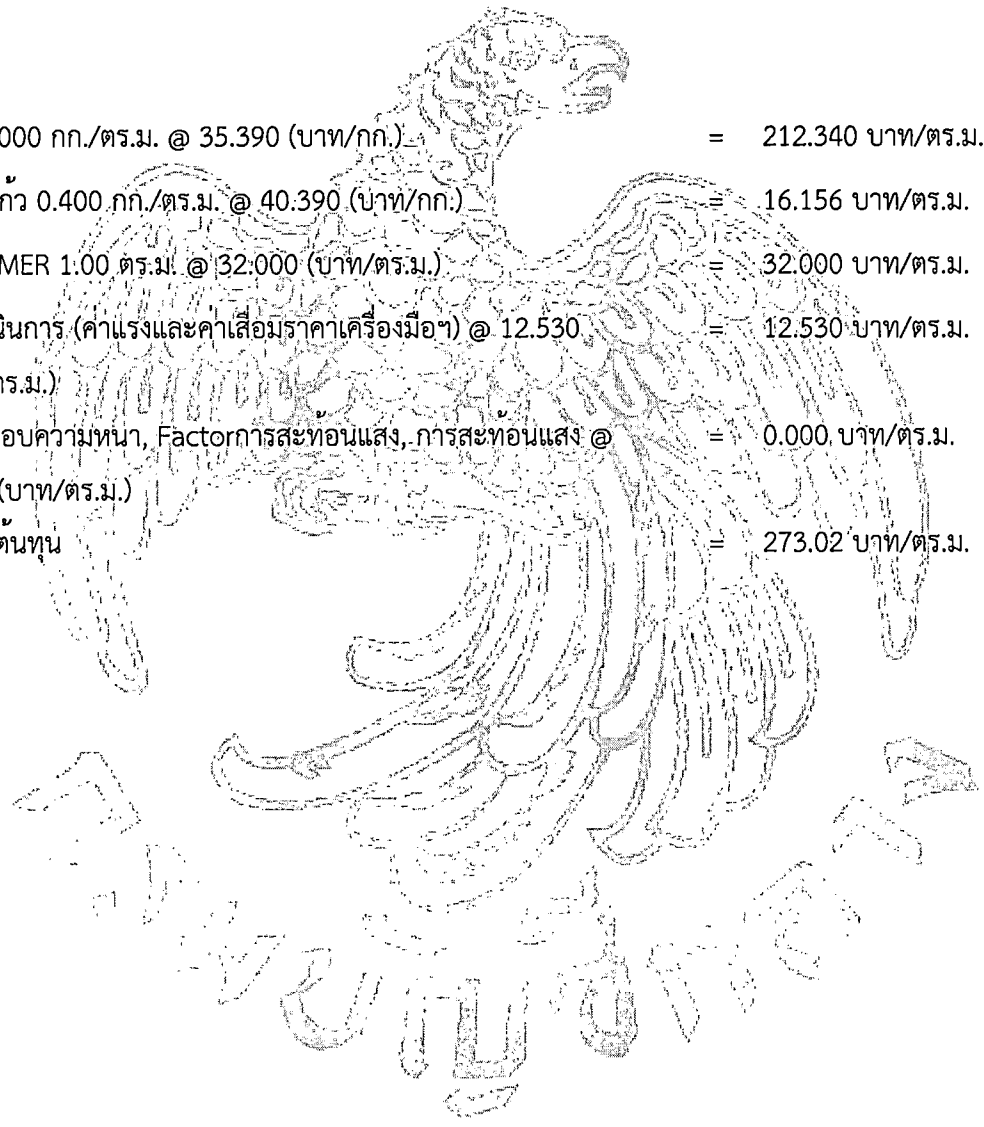 000 กก./ตร.ม. @ 35.390 (บาท/กก.) = 212.340 บาท/ตร.ม.
ก้ว 0.400 กก./ตร.ม. @ 40.390 (บาท/กก.) = 16.156 บาท/ตร.ม.
MER 1.00 ตร.ม. @ 32.000 (บาท/ตร.ม.) = 32.000 บาท/ตร.ม.
นินการ (ค่าแรงและค่าเสื่อมราคาเครื่องมือฯ) @ 12.530 = 12.530 บาท/ตร.ม.
ตร.ม.)
อบความหนา, Factorการสะท้อนแสง, การสะท้อนแสง @ = 0.000 บาท/ตร.ม.
(บาท/ตร.ม.)
ต้นทุน = 273.02 บาท/ตร.ม.